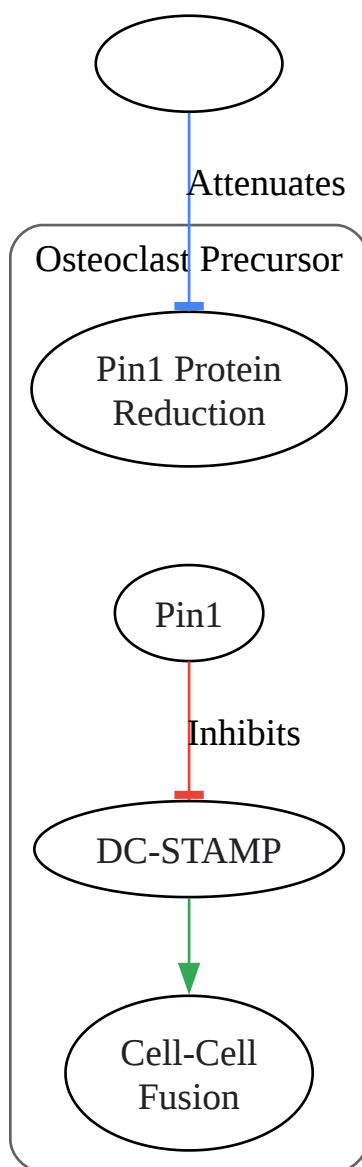 Attenuates
Osteoclast Precursor
Pin1 Protein
Reduction
Pin1
Inhibits
DC-STAMP
Cell-Cell
Fusion